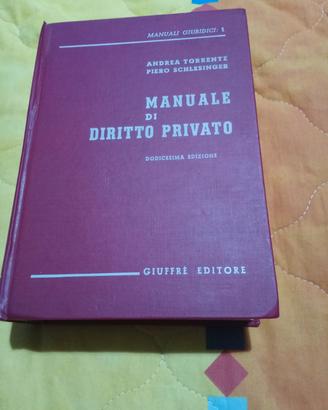 MANUALI GIURIDICI: 1
ANDREA TORRENTE
PIERO SCHLESINGER
MANUALE
DI
DIRITTO PRIVATO
DODICESIMA EDIZIONE
GIUFFRÈ EDITORE